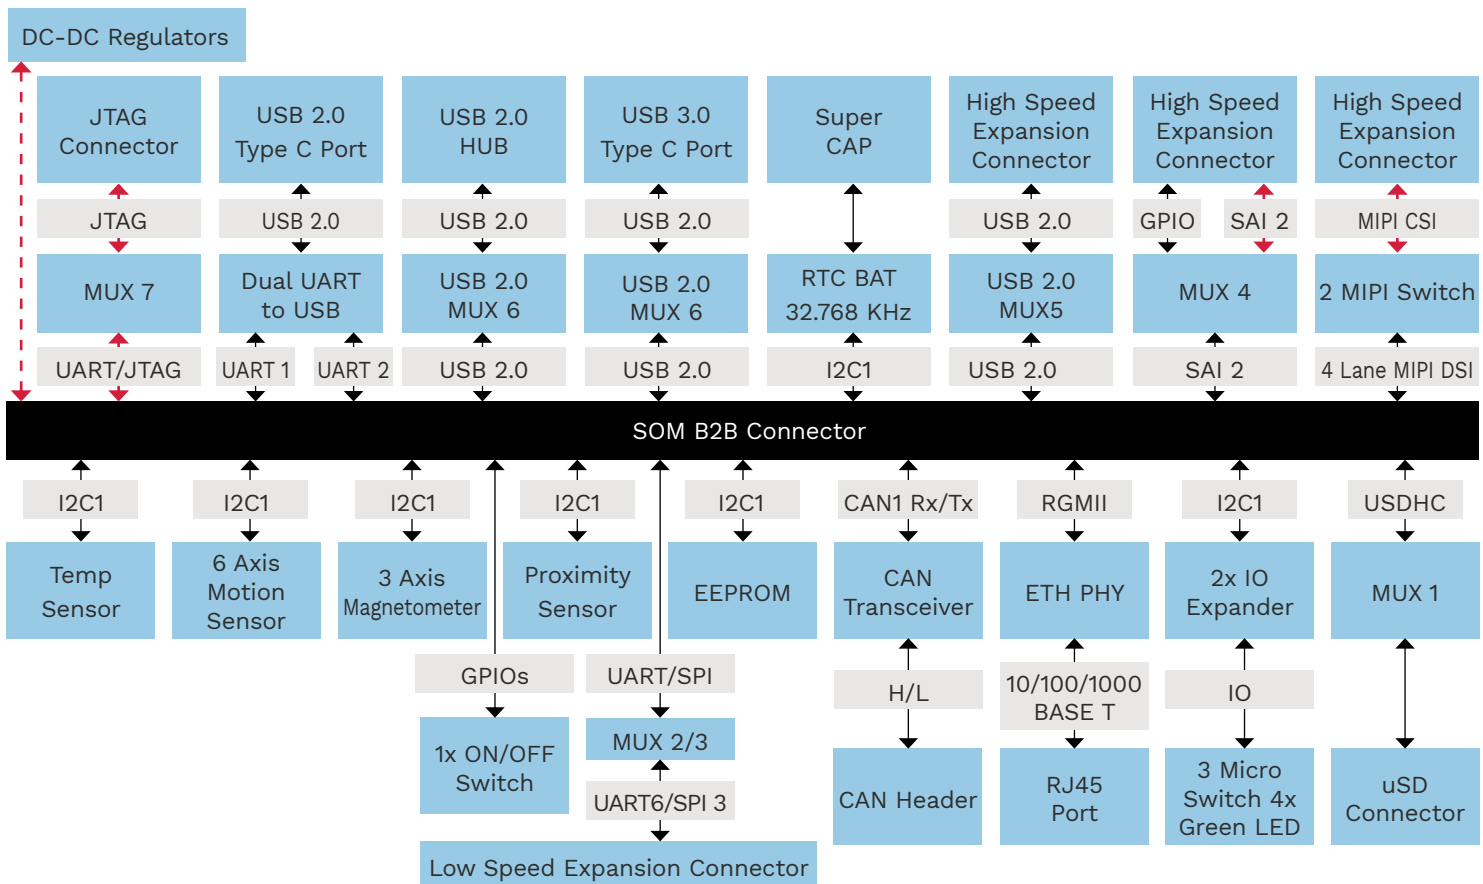 DC-DC Regulators
JTAG
Connector
USB 2.0
Type C Port
USB 2.0
HUB
USB 3.0
Type C Port
Super
CAP
High Speed
Expansion
Connector
High Speed
Expansion
Connector
High Speed
Expansion
Connector
JTAG
USB 2.0
USB 2.0
USB 2.0
USB 2.0
GPIO
SAI 2
MIPI CSI
MUX 7
Dual UART
to USB
USB 2.0
MUX 6
USB 2.0
MUX 6
RTC BAT
32.768 KHz
USB 2.0
MUX5
MUX 4
2 MIPI Switch
UART/JTAG
UART 1
UART 2
USB 2.0
USB 2.0
I2C1
USB 2.0
SAI 2
4 Lane MIPI DSI
SOM B2B Connector
I2C1
I2C1
I2C1
I2C1
I2C1
CAN1 Rx/Tx
RGMII
I2C1
USDHC
Temp
Sensor
6 Axis
Motion
Sensor
3 Axis
Magnetometer
Proximity
Sensor
EEPROM
CAN
Transceiver
ETH PHY
2x IO
Expander
MUX 1
GPIOs
UART/SPI
H/L
10/100/1000
BASE T
IO
1x ON/OFF
Switch
MUX 2/3
UART6/SPI 3
CAN Header
RJ45
Port
3 Micro
Switch 4x
Green LED
uSD
Connector
Low Speed Expansion Connector